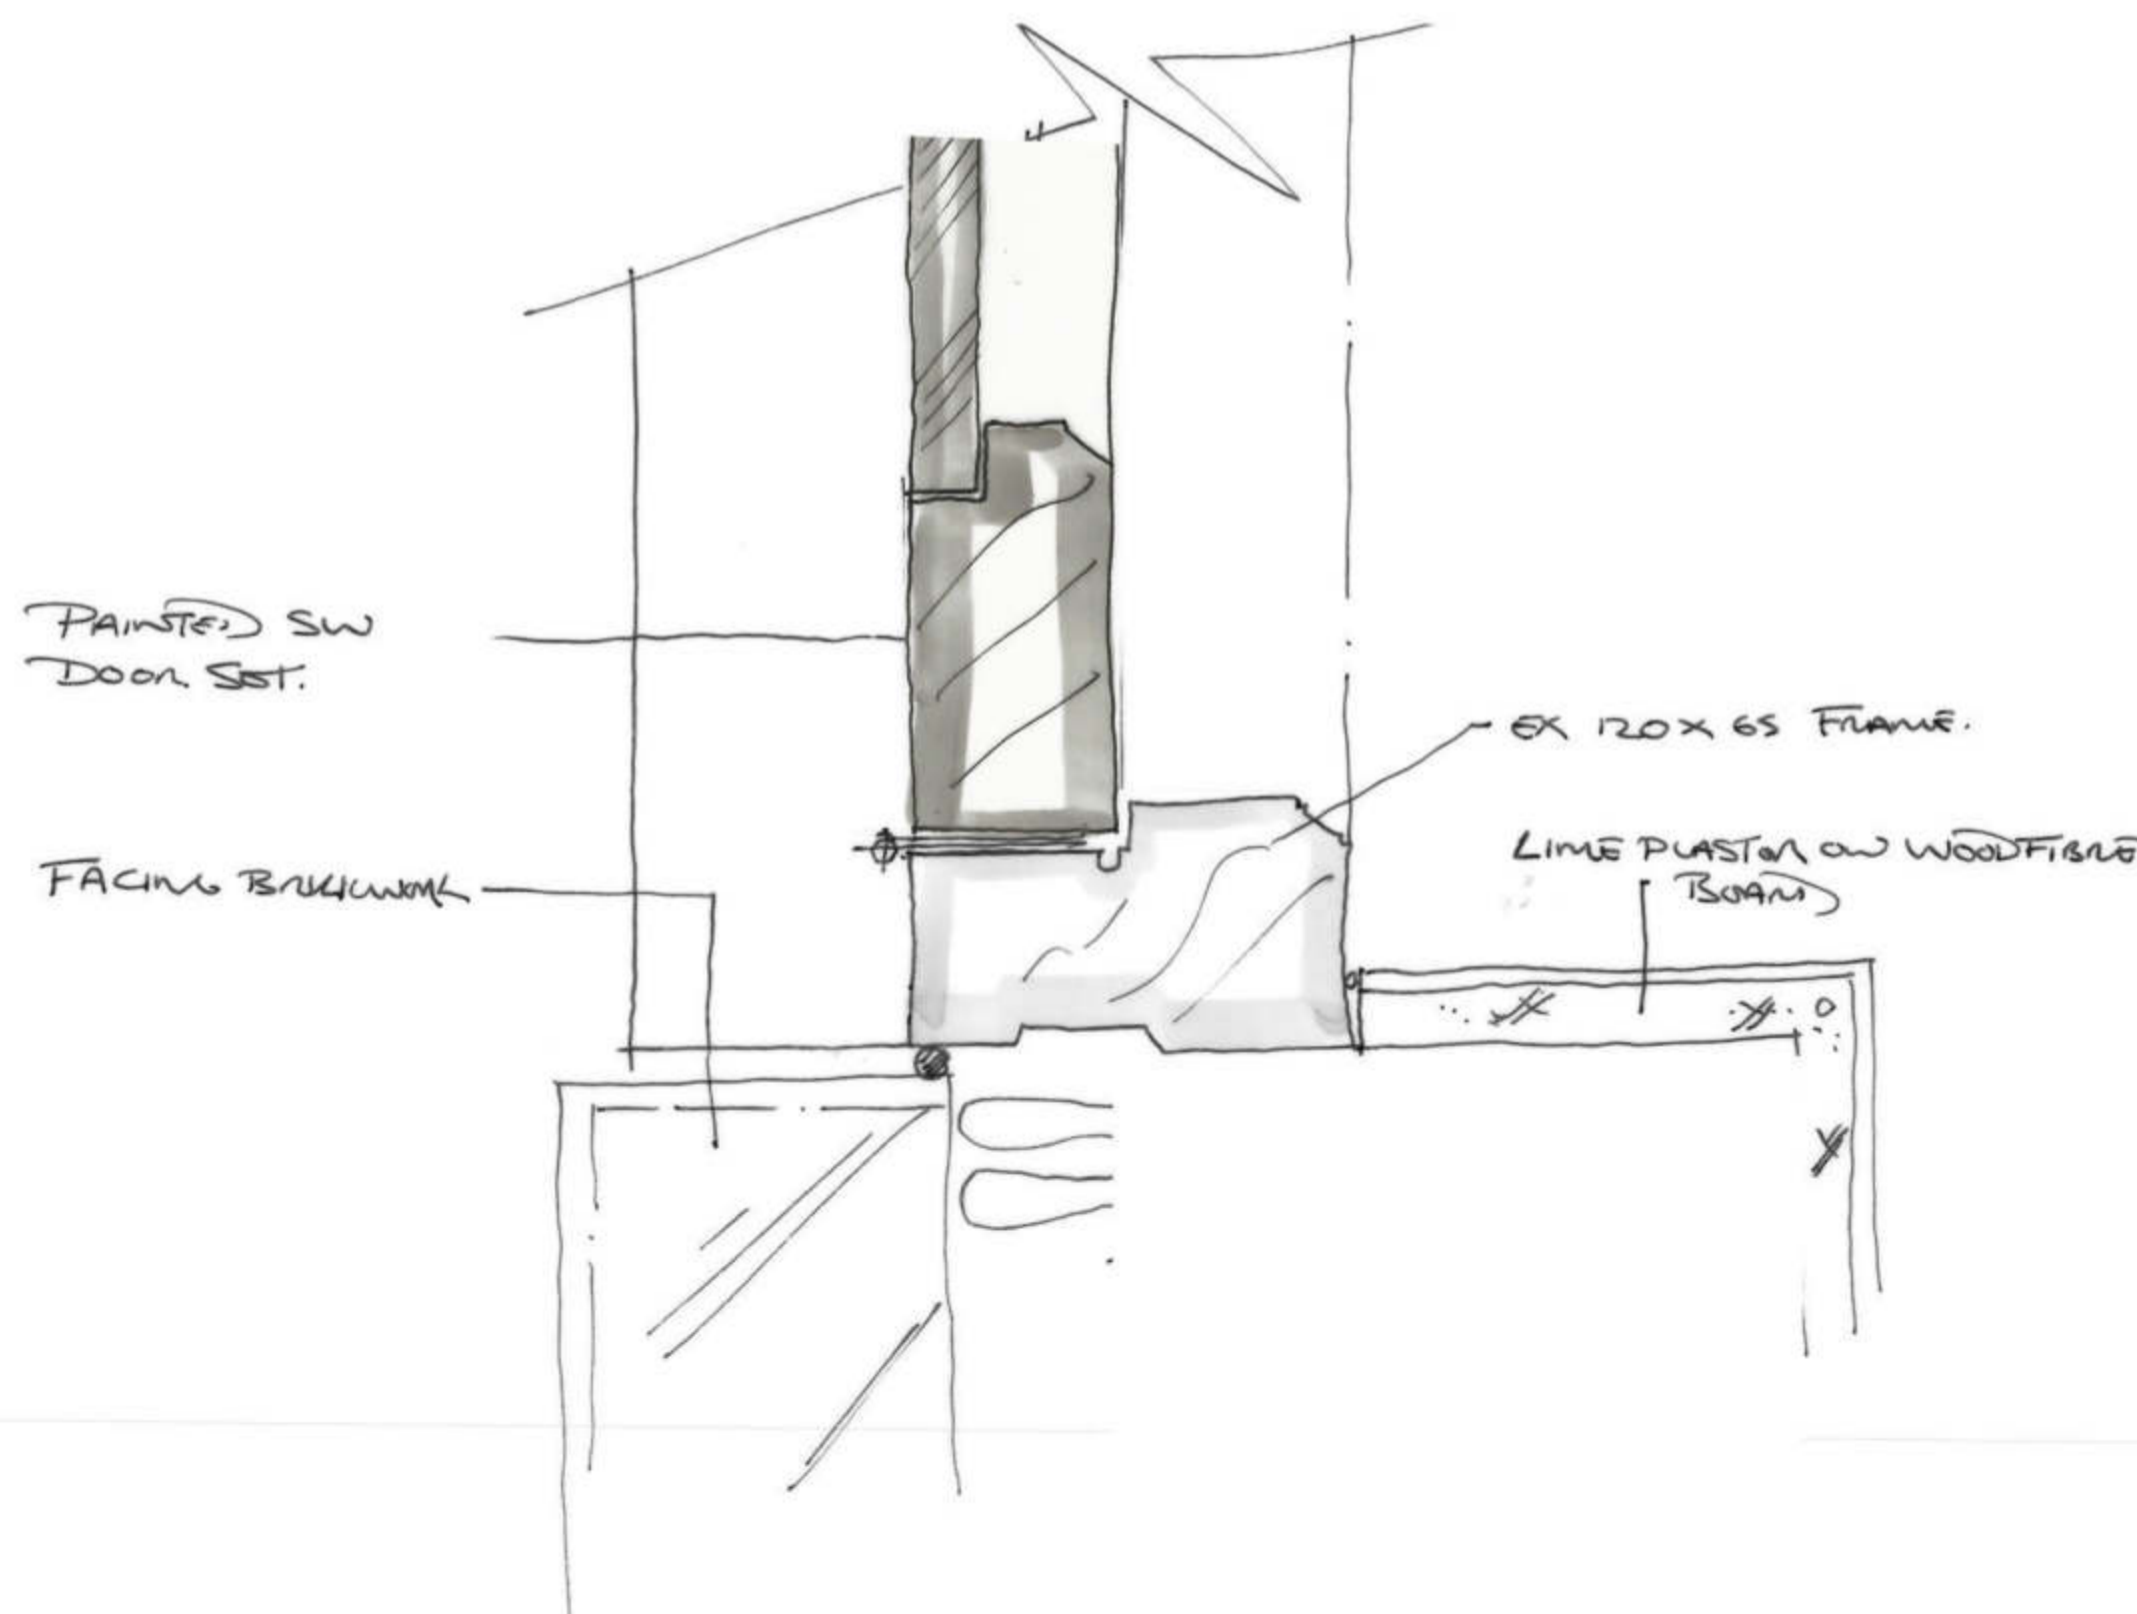 PAINTED SW
DOOR SET.
EX 120 X 65 FRAME.
LIME PLASTER ON WOODFIBRE
BOARD
FACING BRICKWORK